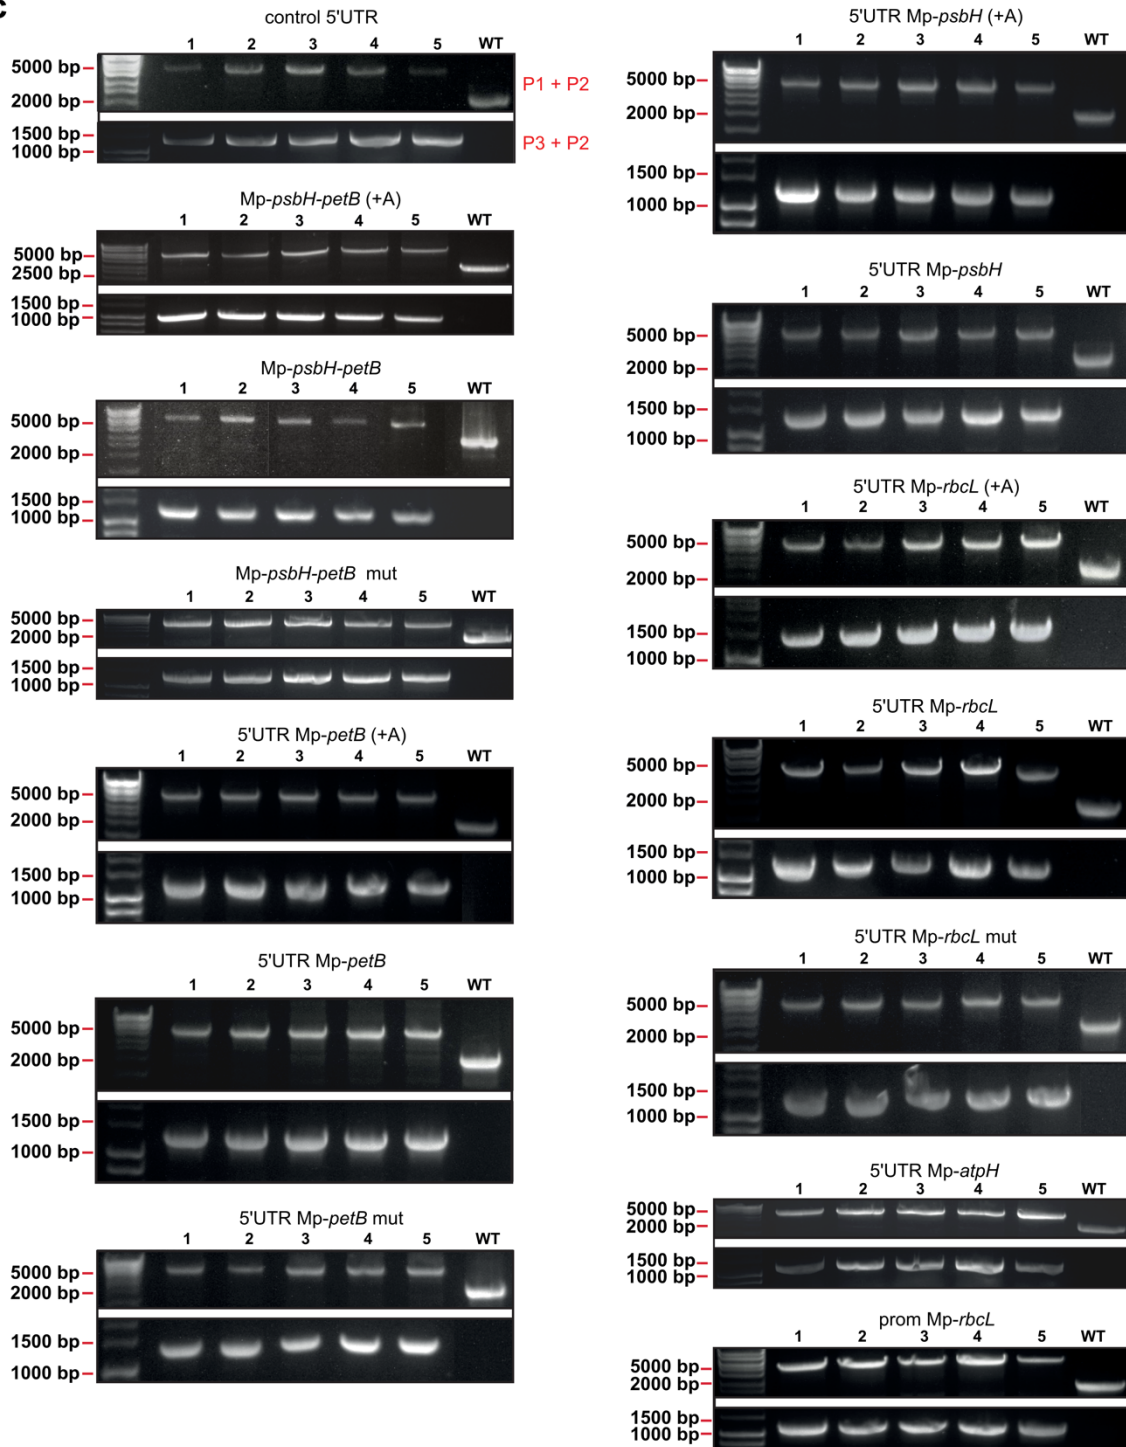 c
control 5'UTR
1 2 3 4 5 WT
5000 bp
2000 bp
P1 + P2
1500 bp
1000 bp
P3 + P2
Mp-psbH-petB (+A)
1 2 3 4 5 WT
5000 bp
2500 bp
1500 bp
1000 bp
Mp-psbH-petB
1 2 3 4 5 WT
5000 bp
2000 bp
1500 bp
1000 bp
Mp-psbH-petB mut
1 2 3 4 5 WT
5000 bp
2000 bp
1500 bp
1000 bp
5'UTR Mp-petB (+A)
1 2 3 4 5 WT
5000 bp
2000 bp
1500 bp
1000 bp
5'UTR Mp-petB
1 2 3 4 5 WT
5000 bp
2000 bp
1500 bp
1000 bp
5'UTR Mp-petB mut
1 2 3 4 5 WT
5000 bp
2000 bp
1500 bp
1000 bp
5'UTR Mp-psbH (+A)
1 2 3 4 5 WT
5000 bp
2000 bp
1500 bp
1000 bp
5'UTR Mp-psbH
1 2 3 4 5 WT
5000 bp
2000 bp
1500 bp
1000 bp
5'UTR Mp-rbcL (+A)
1 2 3 4 5 WT
5000 bp
2000 bp
1500 bp
1000 bp
5'UTR Mp-rbcL
1 2 3 4 5 WT
5000 bp
2000 bp
1500 bp
1000 bp
5'UTR Mp-rbcL mut
1 2 3 4 5 WT
5000 bp
2000 bp
1500 bp
1000 bp
5'UTR Mp-atpH
1 2 3 4 5 WT
5000 bp
2000 bp
1500 bp
1000 bp
prom Mp-rbcL
1 2 3 4 5 WT
5000 bp
2000 bp
1500 bp
1000 bp